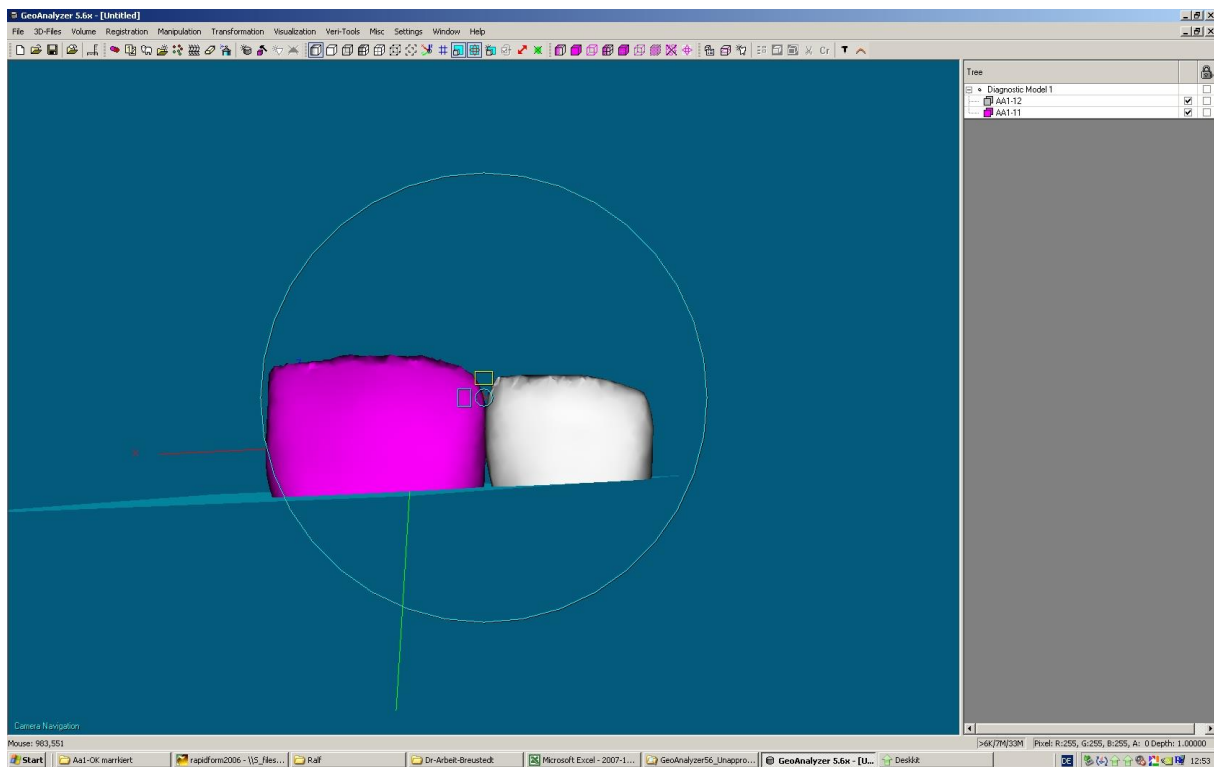 GeoAnalyzer 5.6x - [Untitled]
File 3D-Files Volume Registration Manipulation Transformation Visualization Veri-Tools Misc Settings Window Help
Cr T
Tree
Diagnostic Model 1
AA1-12
AA1-11
Camera Navigation
Mouse: 983,551
>6K/7M/33M Pixel: R:255, G:255, B:255, A: 0 Depth: 1.00000
Start Aa1-OK marrkiert rapidform2006 - \\S_files... Ralf Dr-Arbeit-Breustedt Microsoft Excel - 2007-1... GeoAnalyzer56_Unappro... GeoAnalyzer 5.6x - [U... Deskkit DE 12:53